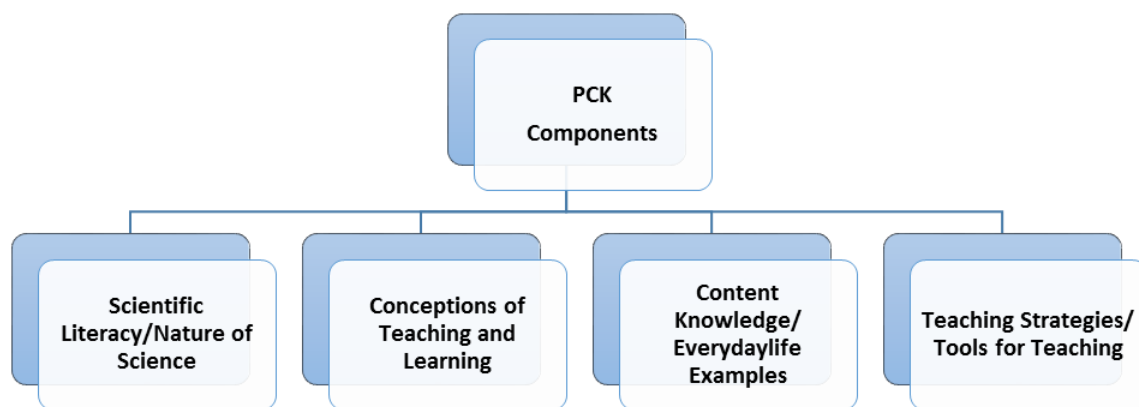 PCK
Components
Scientific
Literacy/Nature of
Science
Conceptions of
Teaching and
Learning
Content
Knowledge/
Everydaylife
Examples
Teaching Strategies/
Tools for Teaching